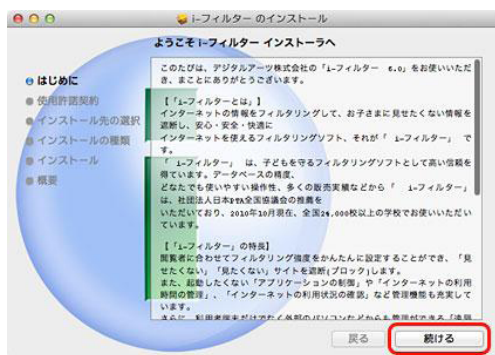 i-フィルター のインストール
ようこそ i-フィルター インストーラへ
はじめに
使用許諾契約
インストール先の選択
インストールの種類
インストール
概要
このたびは、デジタルアーツ株式会社の「i-フィルター 6.0」をお使いいただ
き、まことにありがとうございます。
【「i-フィルターとは」】
インターネットの情報をフィルタリングして、お子さまに見せたくない情報を
遮断し、安心・安全・快適に
インターネットを使えるフィルタリングソフト、それが「 i-フィルター」 で
す。
「 i-フィルター」 は、子どもを守るフィルタリングソフトとして高い信頼を
得ています。データベースの精度、
どなたでも使いやすい操作性、多くの販売実績などから「 i-フィルター」
は、社団法人日本PTA全国協議会の推薦を
いただいており、2010年10月現在、全国24,000校以上の学校でお使いいただい
ています。
【「i-フィルター」の特長】
閲覧者に合わせてフィルタリング強度をかんたんに設定することができ、「見
せたくない」「見たくない」サイトを遮断(ブロック)します。
また、起動したくない「アプリケーションの制御」や「インターネットの利用
時間の管理」、「インターネットの利用状況の確認」など管理機能も充実して
います。
戻る
続ける